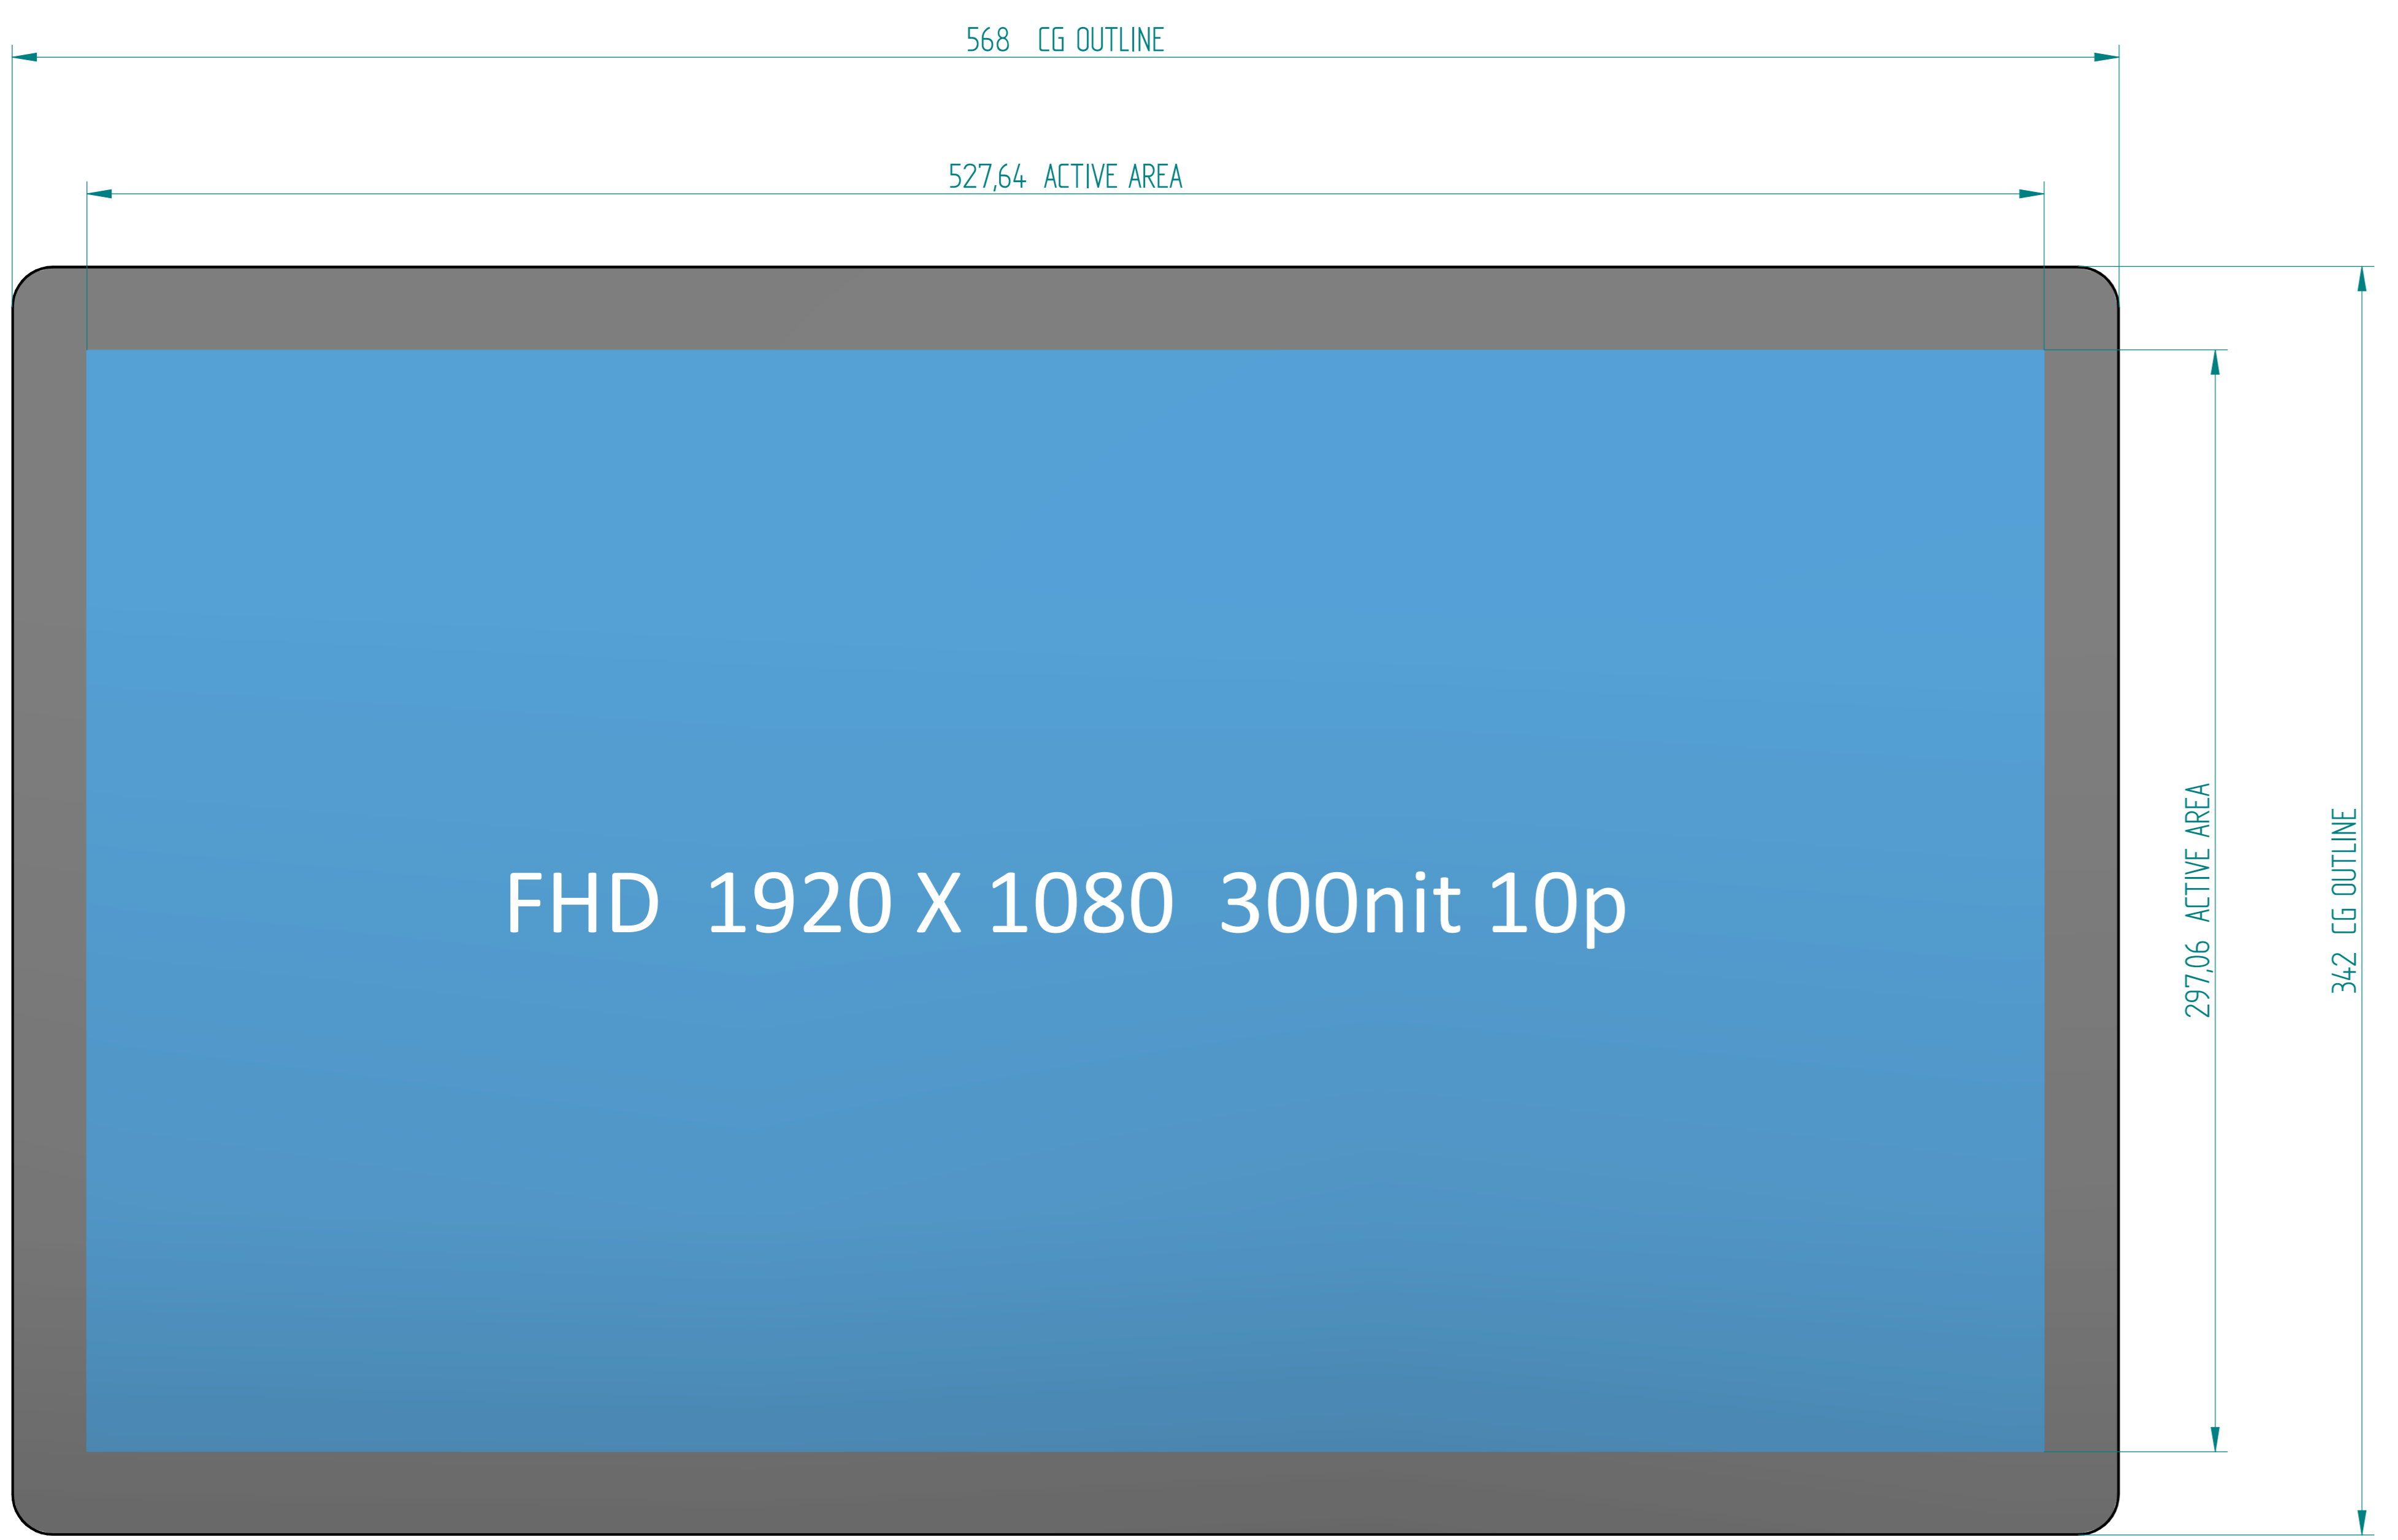 568 CG OUTLINE
527,64 ACTIVE AREA
FHD 1920 X 1080 300nit 10p
297,06 ACTIVE AREA
342 CG OUTLINE